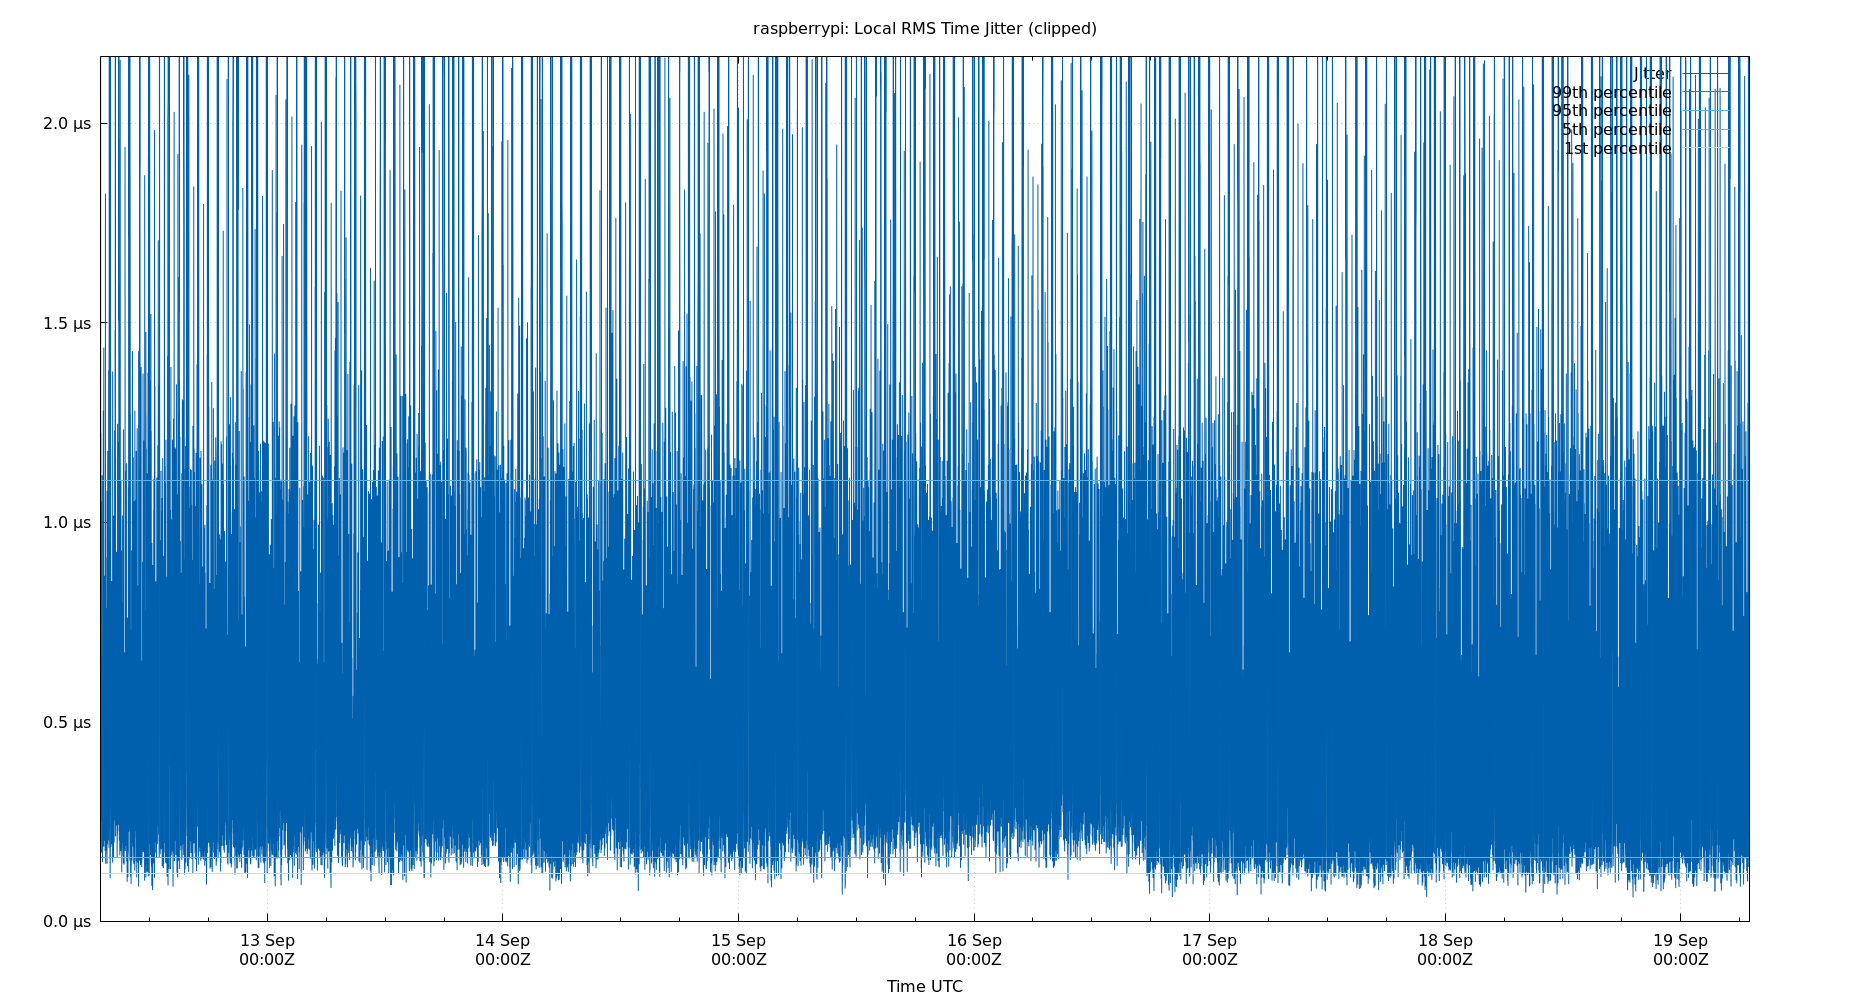 raspberrypi: Local RMS Time Jitter (clipped)
Jitter
99th percentile
95th percentile
5th percentile
1st percentile
2.0 µs
1.5 µs
1.0 µs
0.5 µs
0.0 µs
13 Sep 14 Sep 15 Sep 16 Sep 17 Sep 18 Sep 19 Sep
00:00Z 00:00Z 00:00Z 00:00Z 00:00Z 00:00Z 00:00Z
Time UTC